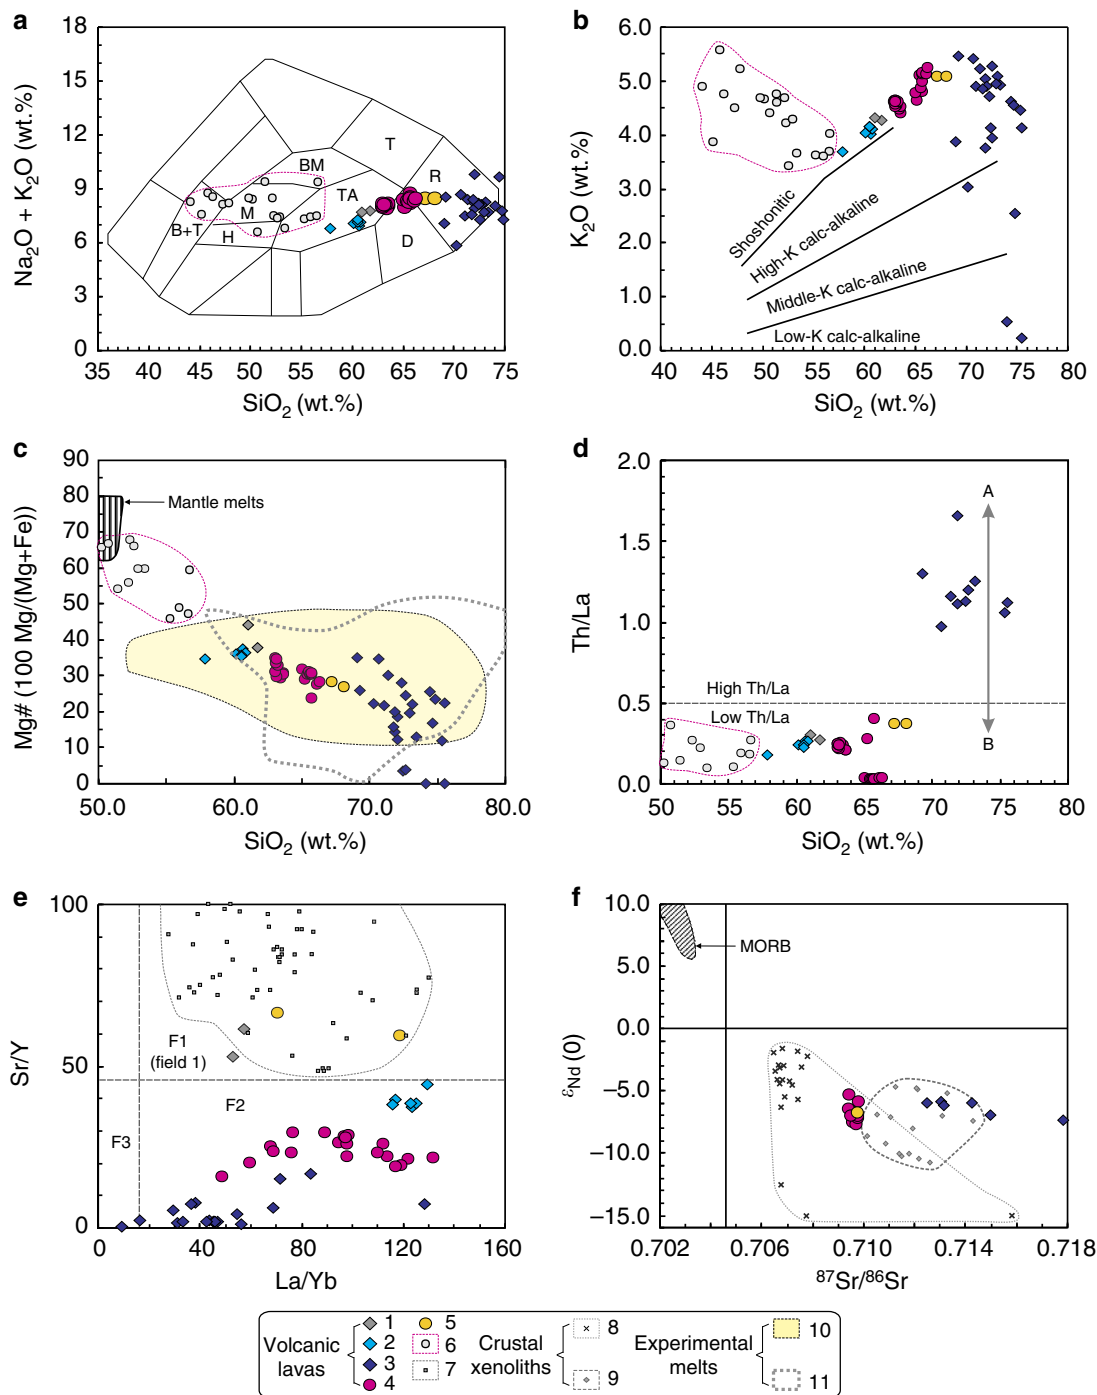 a
18
15
12
9
6
3
0
Na₂O + K₂O (wt.%)
T
R
BM
TA
M
B+T
H
D
35 40 45 50 55 60 65 70 75
SiO₂ (wt.%)
b
6.0
5.0
4.0
3.0
2.0
1.0
0.0
K₂O (wt.%)
Shoshonitic
High-K calc-alkaline
Middle-K calc-alkaline
Low-K calc-alkaline
40 45 50 55 60 65 70 75 80
SiO₂ (wt.%)
c
90
80
70
60
50
40
30
20
10
0
Mg# (100 Mg/(Mg+Fe))
Mantle melts
50.0 60.0 70.0 80.0
SiO₂ (wt.%)
d
2.0
1.5
1.0
0.5
0.0
Th/La
A
High Th/La
Low Th/La
B
50 55 60 65 70 75 80
SiO₂ (wt.%)
e
100
50
0
Sr/Y
F1
(field 1)
F2
F3
0 40 80 120 160
La/Yb
f
10.0
5.0
0.0
−5.0
−10.0
−15.0
εNd (0)
MORB
0.702 0.706 0.710 0.714 0.718
⁸⁷Sr/⁸⁶Sr
Volcanic
lavas
1
2
3
4
5
6
7
Crustal
xenoliths
8
9
Experimental
melts
10
11